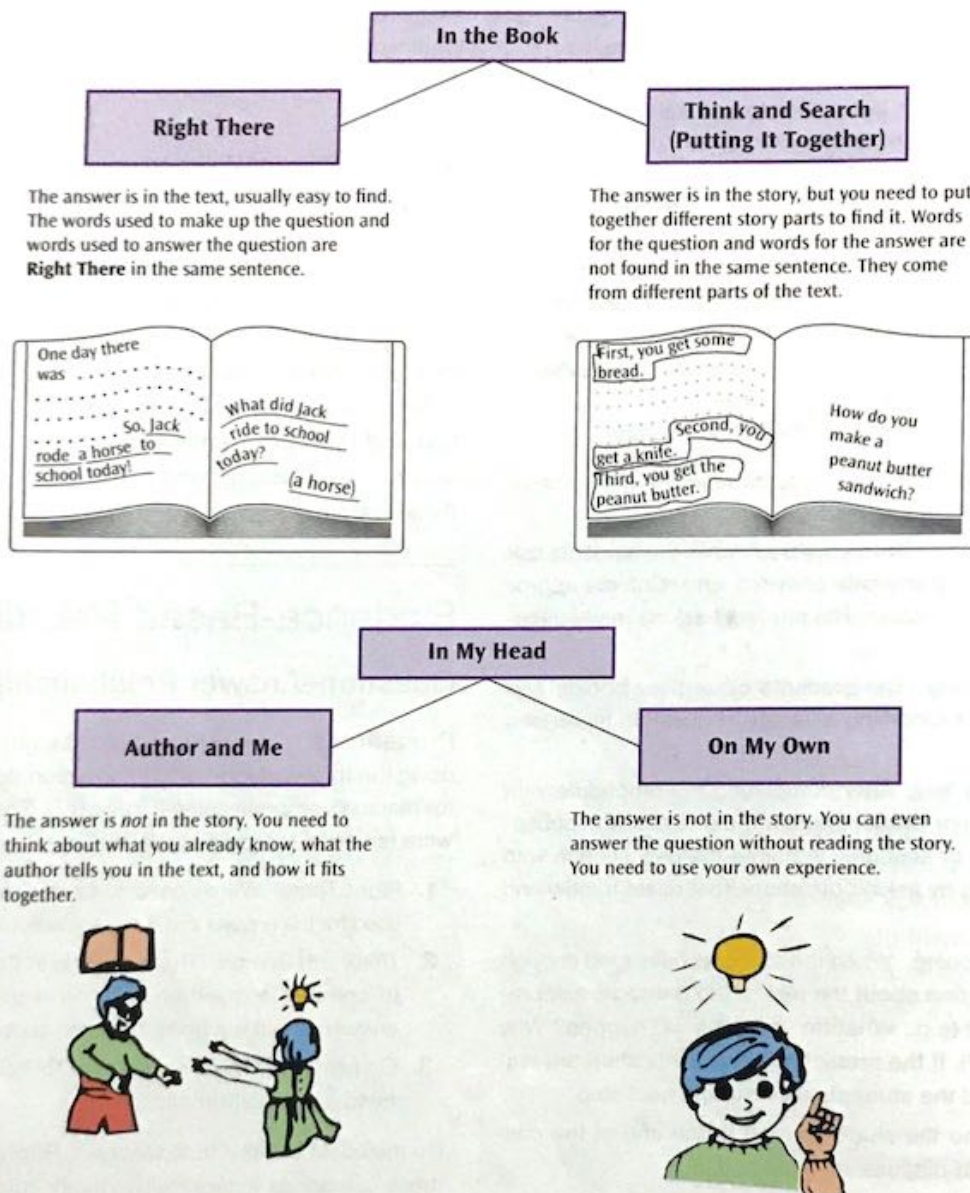 In the Book
Right There
Think and Search
(Putting It Together)
The answer is in the text, usually easy to find.
The words used to make up the question and
words used to answer the question are
Right There in the same sentence.
The answer is in the story, but you need to put
together different story parts to find it. Words
for the question and words for the answer are
not found in the same sentence. They come
from different parts of the text.
One day there
was
So, Jack
rode a horse to
school today!
What did Jack
ride to school
today?
(a horse)
First, you get some
bread.
Second, you
get a knife.
Third, you get the
peanut butter.
How do you
make a
peanut butter
sandwich?
In My Head
Author and Me
On My Own
The answer is not in the story. You need to
think about what you already know, what the
author tells you in the text, and how it fits
together.
The answer is not in the story. You can even
answer the question without reading the story.
You need to use your own experience.